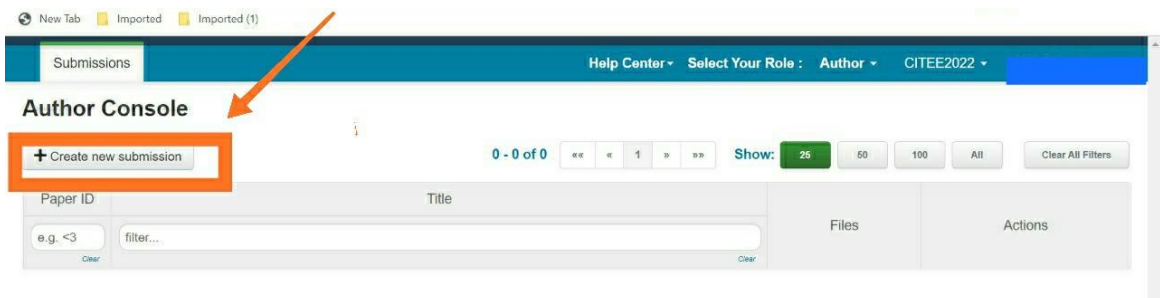 New Tab Imported Imported (1)
Submissions Help Center Select Your Role : Author CITEE2022
Author Console
+ Create new submission 0 - 0 of 0 «« « 1 » »» Show: 25 50 100 All Clear All Filters
Paper ID Title Files Actions
e.g. <3 filter...
Clear Clear